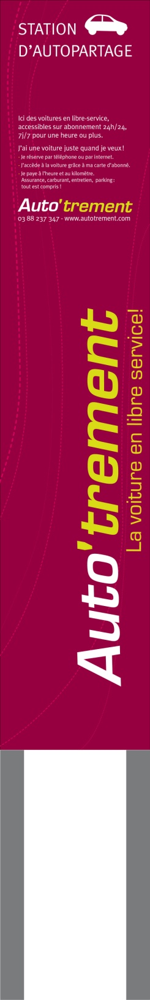 STATION
D'AUTOPARTAGE
Ici des voitures en libre-service,
accessibles sur abonnement 24h/24,
7j/7 pour une heure ou plus.
J'ai une voiture juste quand je veux!
- Je réserve par téléphone ou par internet.
- J'accède à la voiture grâce à ma carte d'abonné.
- Je paye à l'heure et au kilomètre.
Assurance, carburant, entretien, parking :
tout est compris !
Auto'trement
03 88 237 347 - www.autotrement.com
Auto'trement
La voiture en libre service!